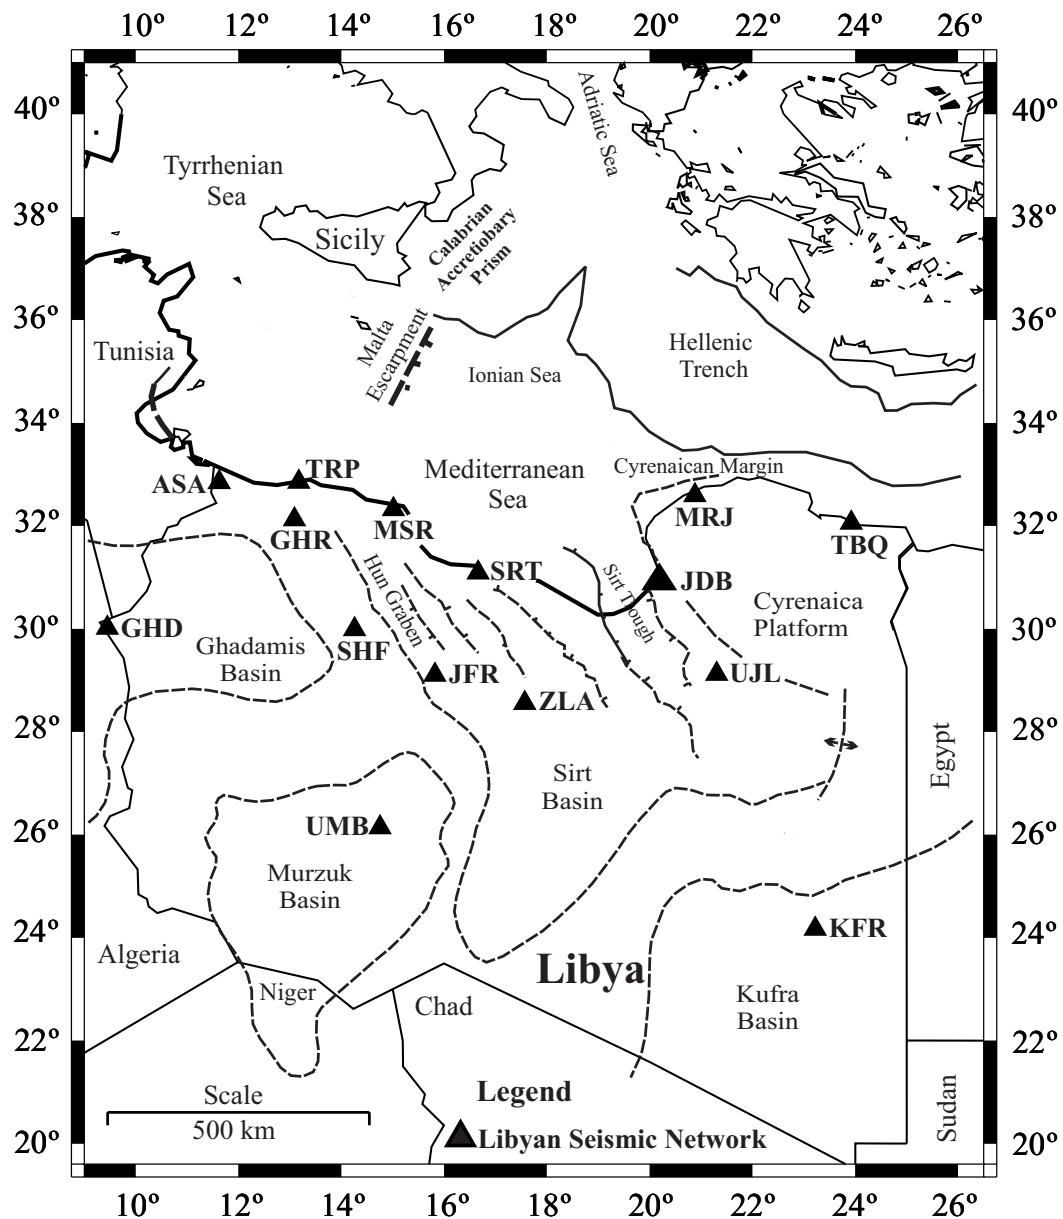 10º 12º 14º 16º 18º 20º 22º 24º 26º
40º
40º
Adriatic Sea
Tyrrhenian
Sea
38º
38º
Sicily
Calabrian
Accretiobary
Prism
36º
36º
Tunisia
Malta
Escarpment
Ionian Sea
Hellenic
Trench
34º
34º
ASA
TRP
Mediterranean
Sea
Cyrenaican Margin
32º
32º
GHR
MSR
MRJ
TBQ
SRT
JDB
Hun Graben
Sirt Trough
Cyrenaica
Platform
30º
30º
GHD
Ghadamis
Basin
SHF
JFR
ZLA
UJL
28º
28º
Egypt
Sirt
Basin
26º
26º
UMB
Murzuk
Basin
24º
24º
KFR
Algeria
Libya
Niger
Chad
Kufra
Basin
22º
22º
Scale
500 km
Legend
Libyan Seismic Network
Sudan
20º
20º
10º 12º 14º 16º 18º 20º 22º 24º 26º